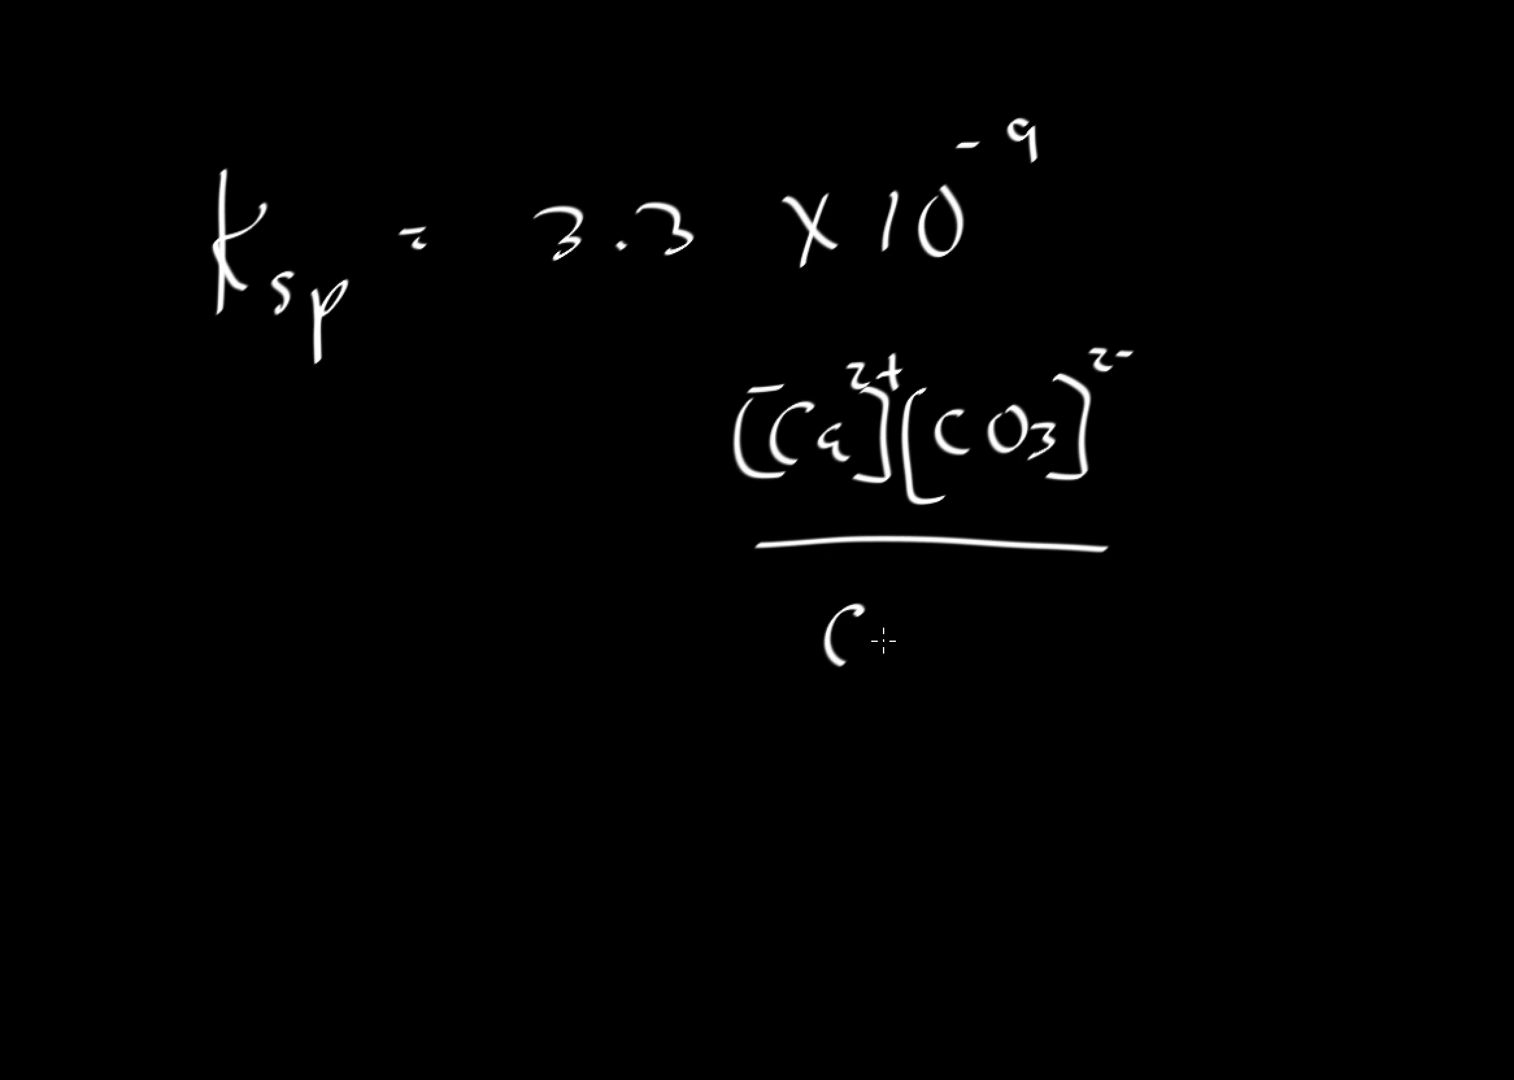 Ksp = 3.3 X 10⁻⁹
[Ca]²⁺[CO₃]²⁻
C